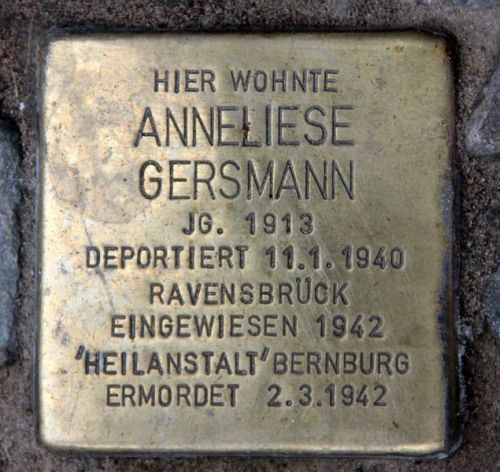 HIER WOHNTE
ANNELIESE
GERSMANN
JG. 1913
DEPORTIERT 11.1.1940
RAVENSBRÜCK
EINGEWIESEN 1942
'HEILANSTALT' BERNBURG
ERMORDET 2.3.1942